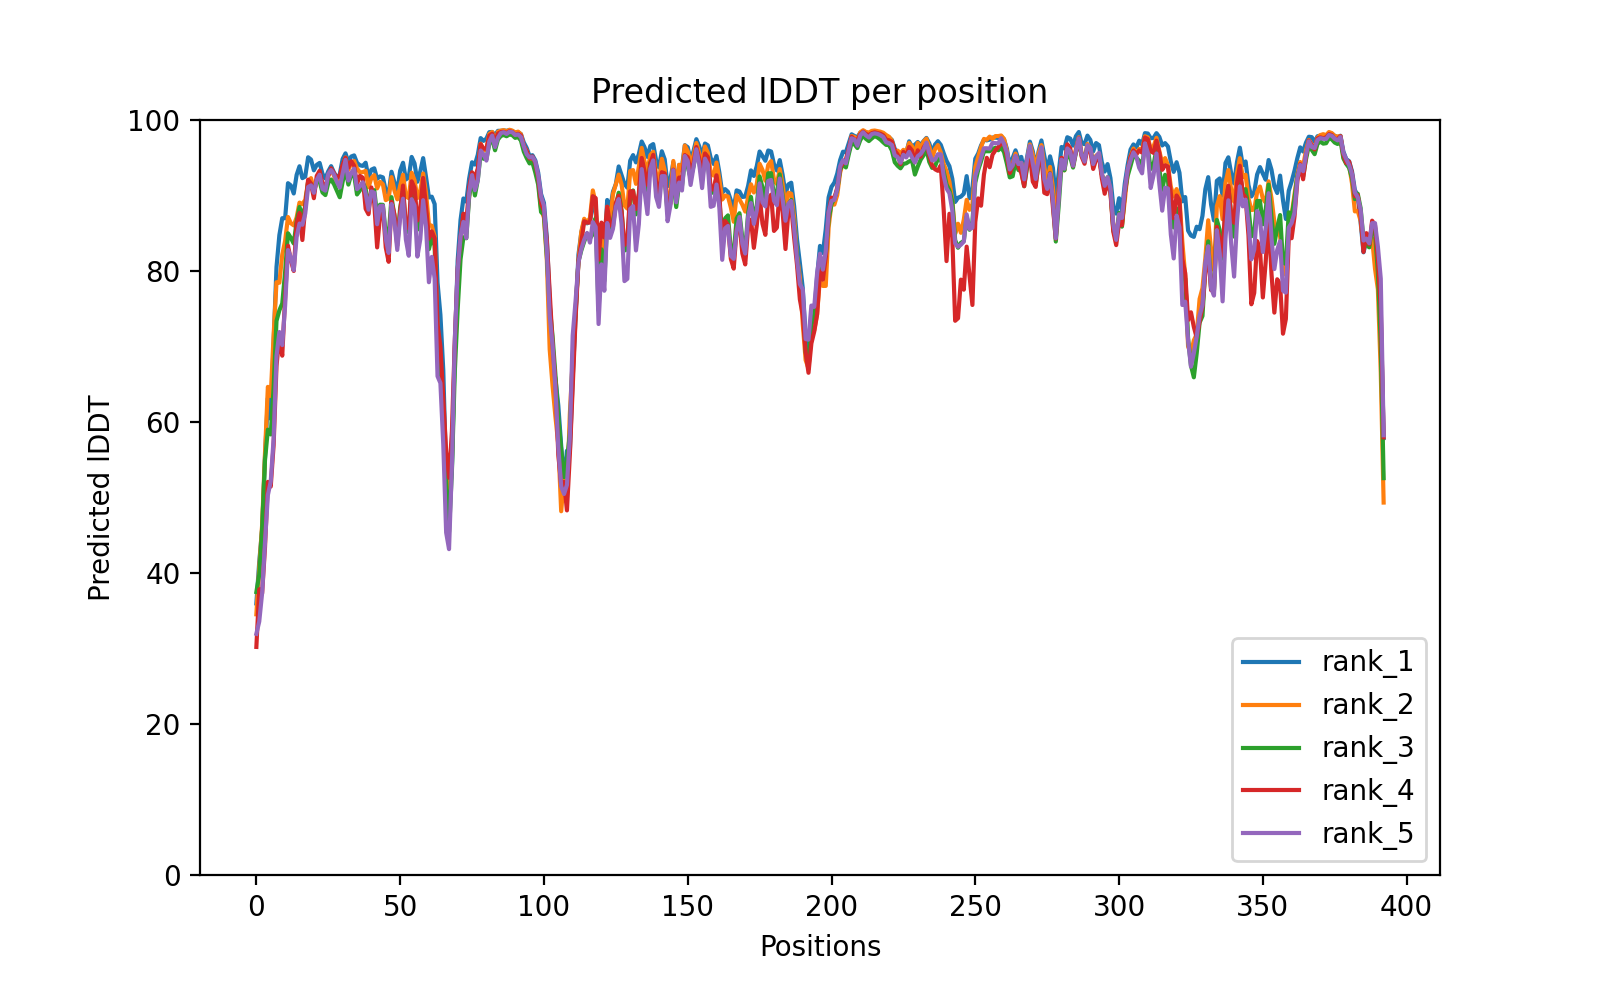 Predicted lDDT per position
Predicted lDDT
100
80
60
40
20
0
0 50 100 150 200 250 300 350 400
Positions
rank_1
rank_2
rank_3
rank_4
rank_5